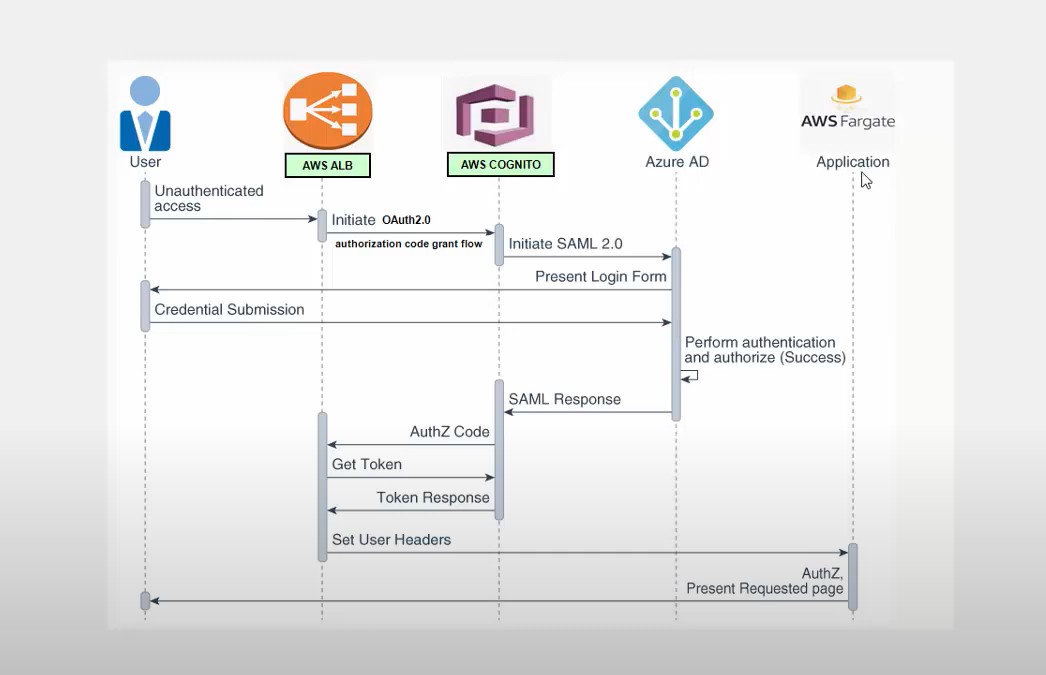 AWS Fargate
User
AWS ALB
AWS COGNITO
Azure AD
Application
Unauthenticated
access
Initiate OAuth2.0
authorization code grant flow
Initiate SAML 2.0
Present Login Form
Credential Submission
Perform authentication
and authorize (Success)
SAML Response
AuthZ Code
Get Token
Token Response
Set User Headers
AuthZ,
Present Requested page